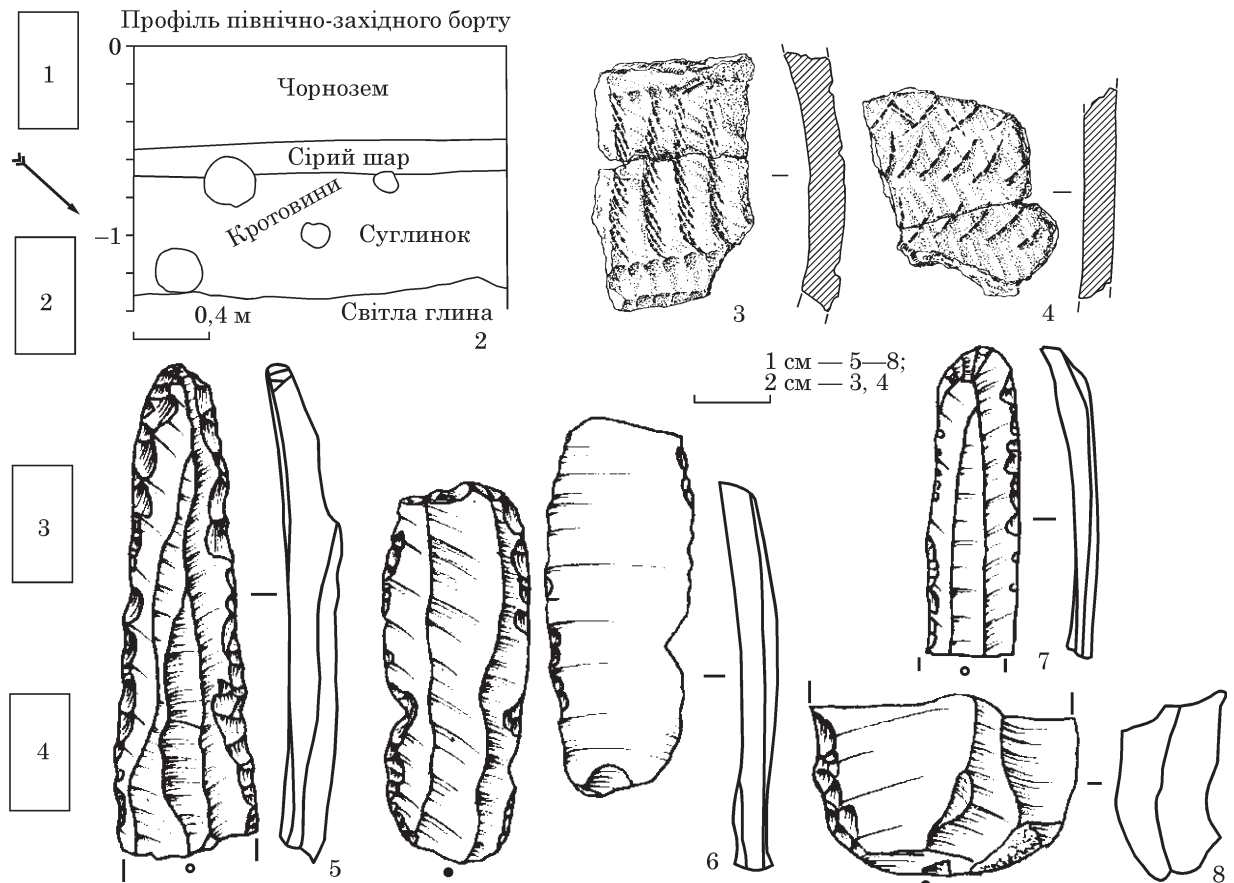 Профіль північно-західного борту
0
1
Чорнозем
Сірий шар
Кротовини
Суглинок
–1
2
0,4 м
Світла глина
2
3
4
1 см — 5—8;
2 см — 3, 4
3
4
5
6
7
8